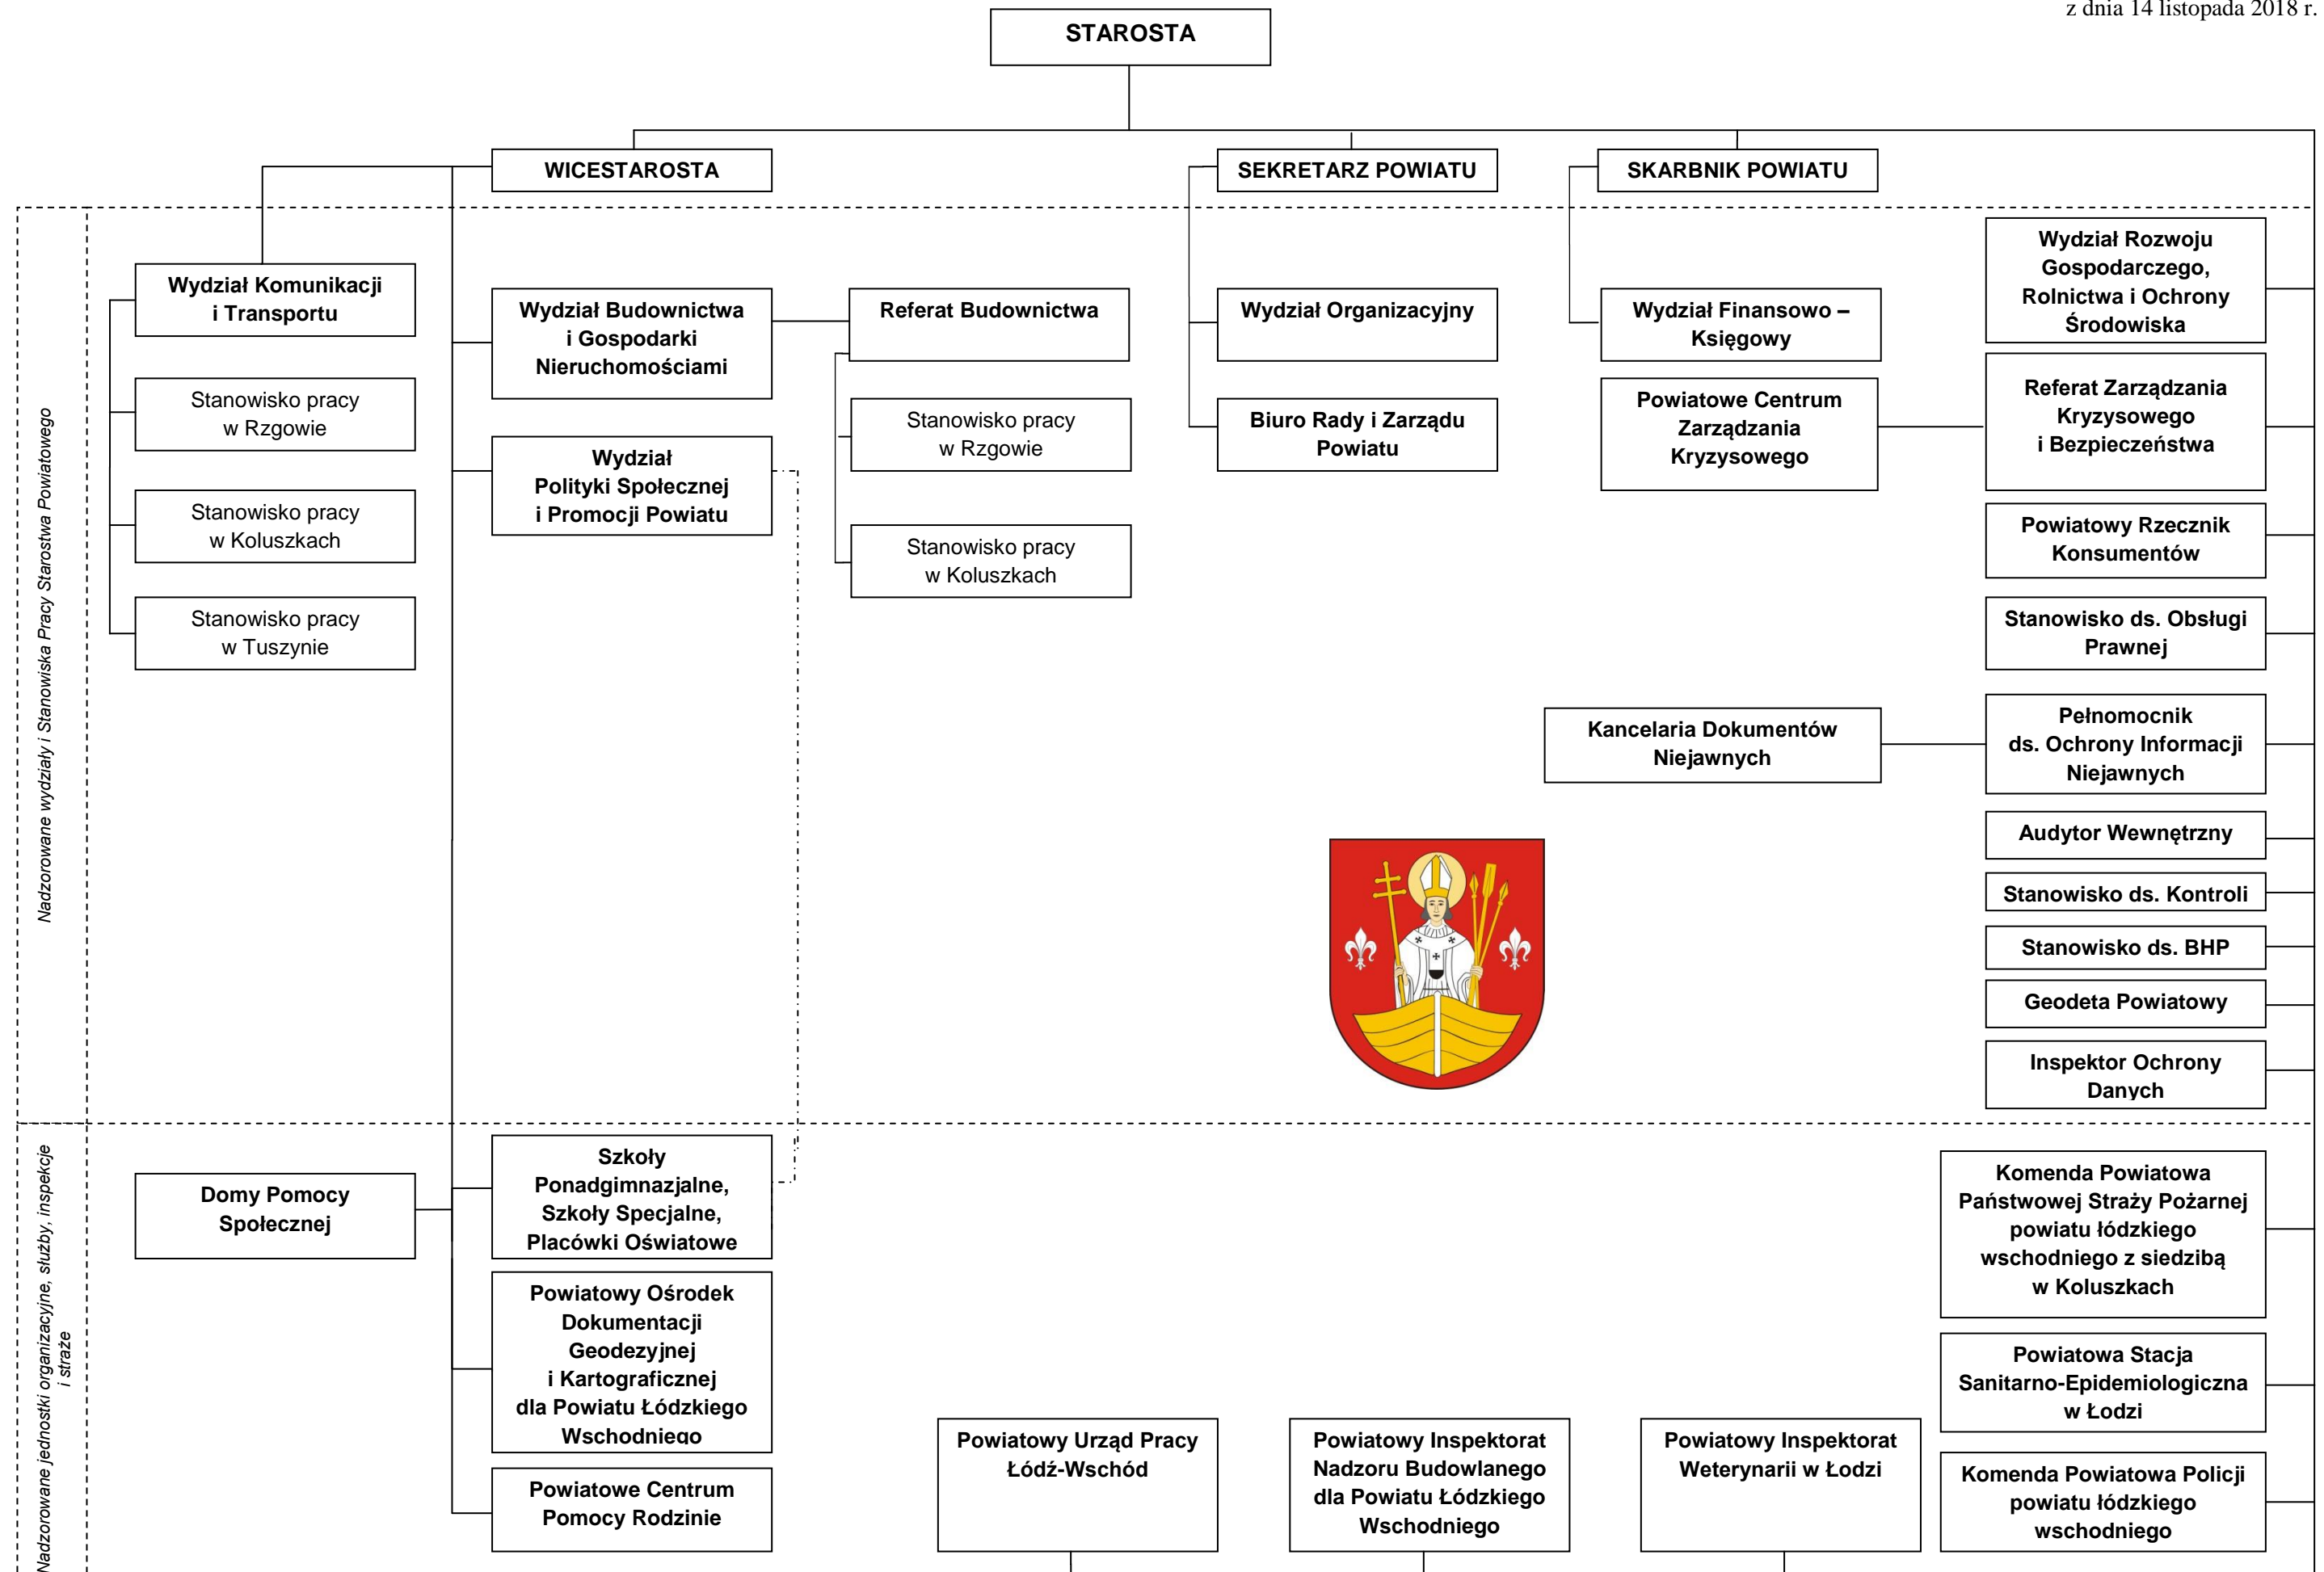 z dnia 14 listopada 2018 r.
STAROSTA
WICESTAROSTA
SEKRETARZ POWIATU
SKARBNIK POWIATU
Nadzorowane wydziały i Stanowiska Pracy Starostwa Powiatowego
Wydział Komunikacji
i Transportu
Stanowisko pracy
w Rzgowie
Stanowisko pracy
w Koluszkach
Stanowisko pracy
w Tuszynie
Wydział Budownictwa
i Gospodarki
Nieruchomościami
Wydział
Polityki Społecznej
i Promocji Powiatu
Referat Budownictwa
Stanowisko pracy
w Rzgowie
Stanowisko pracy
w Koluszkach
Wydział Organizacyjny
Biuro Rady i Zarządu
Powiatu
Wydział Finansowo –
Księgowy
Powiatowe Centrum
Zarządzania
Kryzysowego
Kancelaria Dokumentów
Niejawnych
Wydział Rozwoju
Gospodarczego,
Rolnictwa i Ochrony
Środowiska
Referat Zarządzania
Kryzysowego
i Bezpieczeństwa
Powiatowy Rzecznik
Konsumentów
Stanowisko ds. Obsługi
Prawnej
Pełnomocnik
ds. Ochrony Informacji
Niejawnych
Audytor Wewnętrzny
Stanowisko ds. Kontroli
Stanowisko ds. BHP
Geodeta Powiatowy
Inspektor Ochrony
Danych
Nadzorowane jednostki organizacyjne, służby, inspekcje
i straże
Domy Pomocy
Społecznej
Szkoły
Ponadgimnazjalne,
Szkoły Specjalne,
Placówki Oświatowe
Powiatowy Ośrodek
Dokumentacji
Geodezyjnej
i Kartograficznej
dla Powiatu Łódzkiego
Wschodniego
Powiatowe Centrum
Pomocy Rodzinie
Powiatowy Urząd Pracy
Łódź-Wschód
Powiatowy Inspektorat
Nadzoru Budowlanego
dla Powiatu Łódzkiego
Wschodniego
Powiatowy Inspektorat
Weterynarii w Łodzi
Komenda Powiatowa
Państwowej Straży Pożarnej
powiatu łódzkiego
wschodniego z siedzibą
w Koluszkach
Powiatowa Stacja
Sanitarno-Epidemiologiczna
w Łodzi
Komenda Powiatowa Policji
powiatu łódzkiego
wschodniego